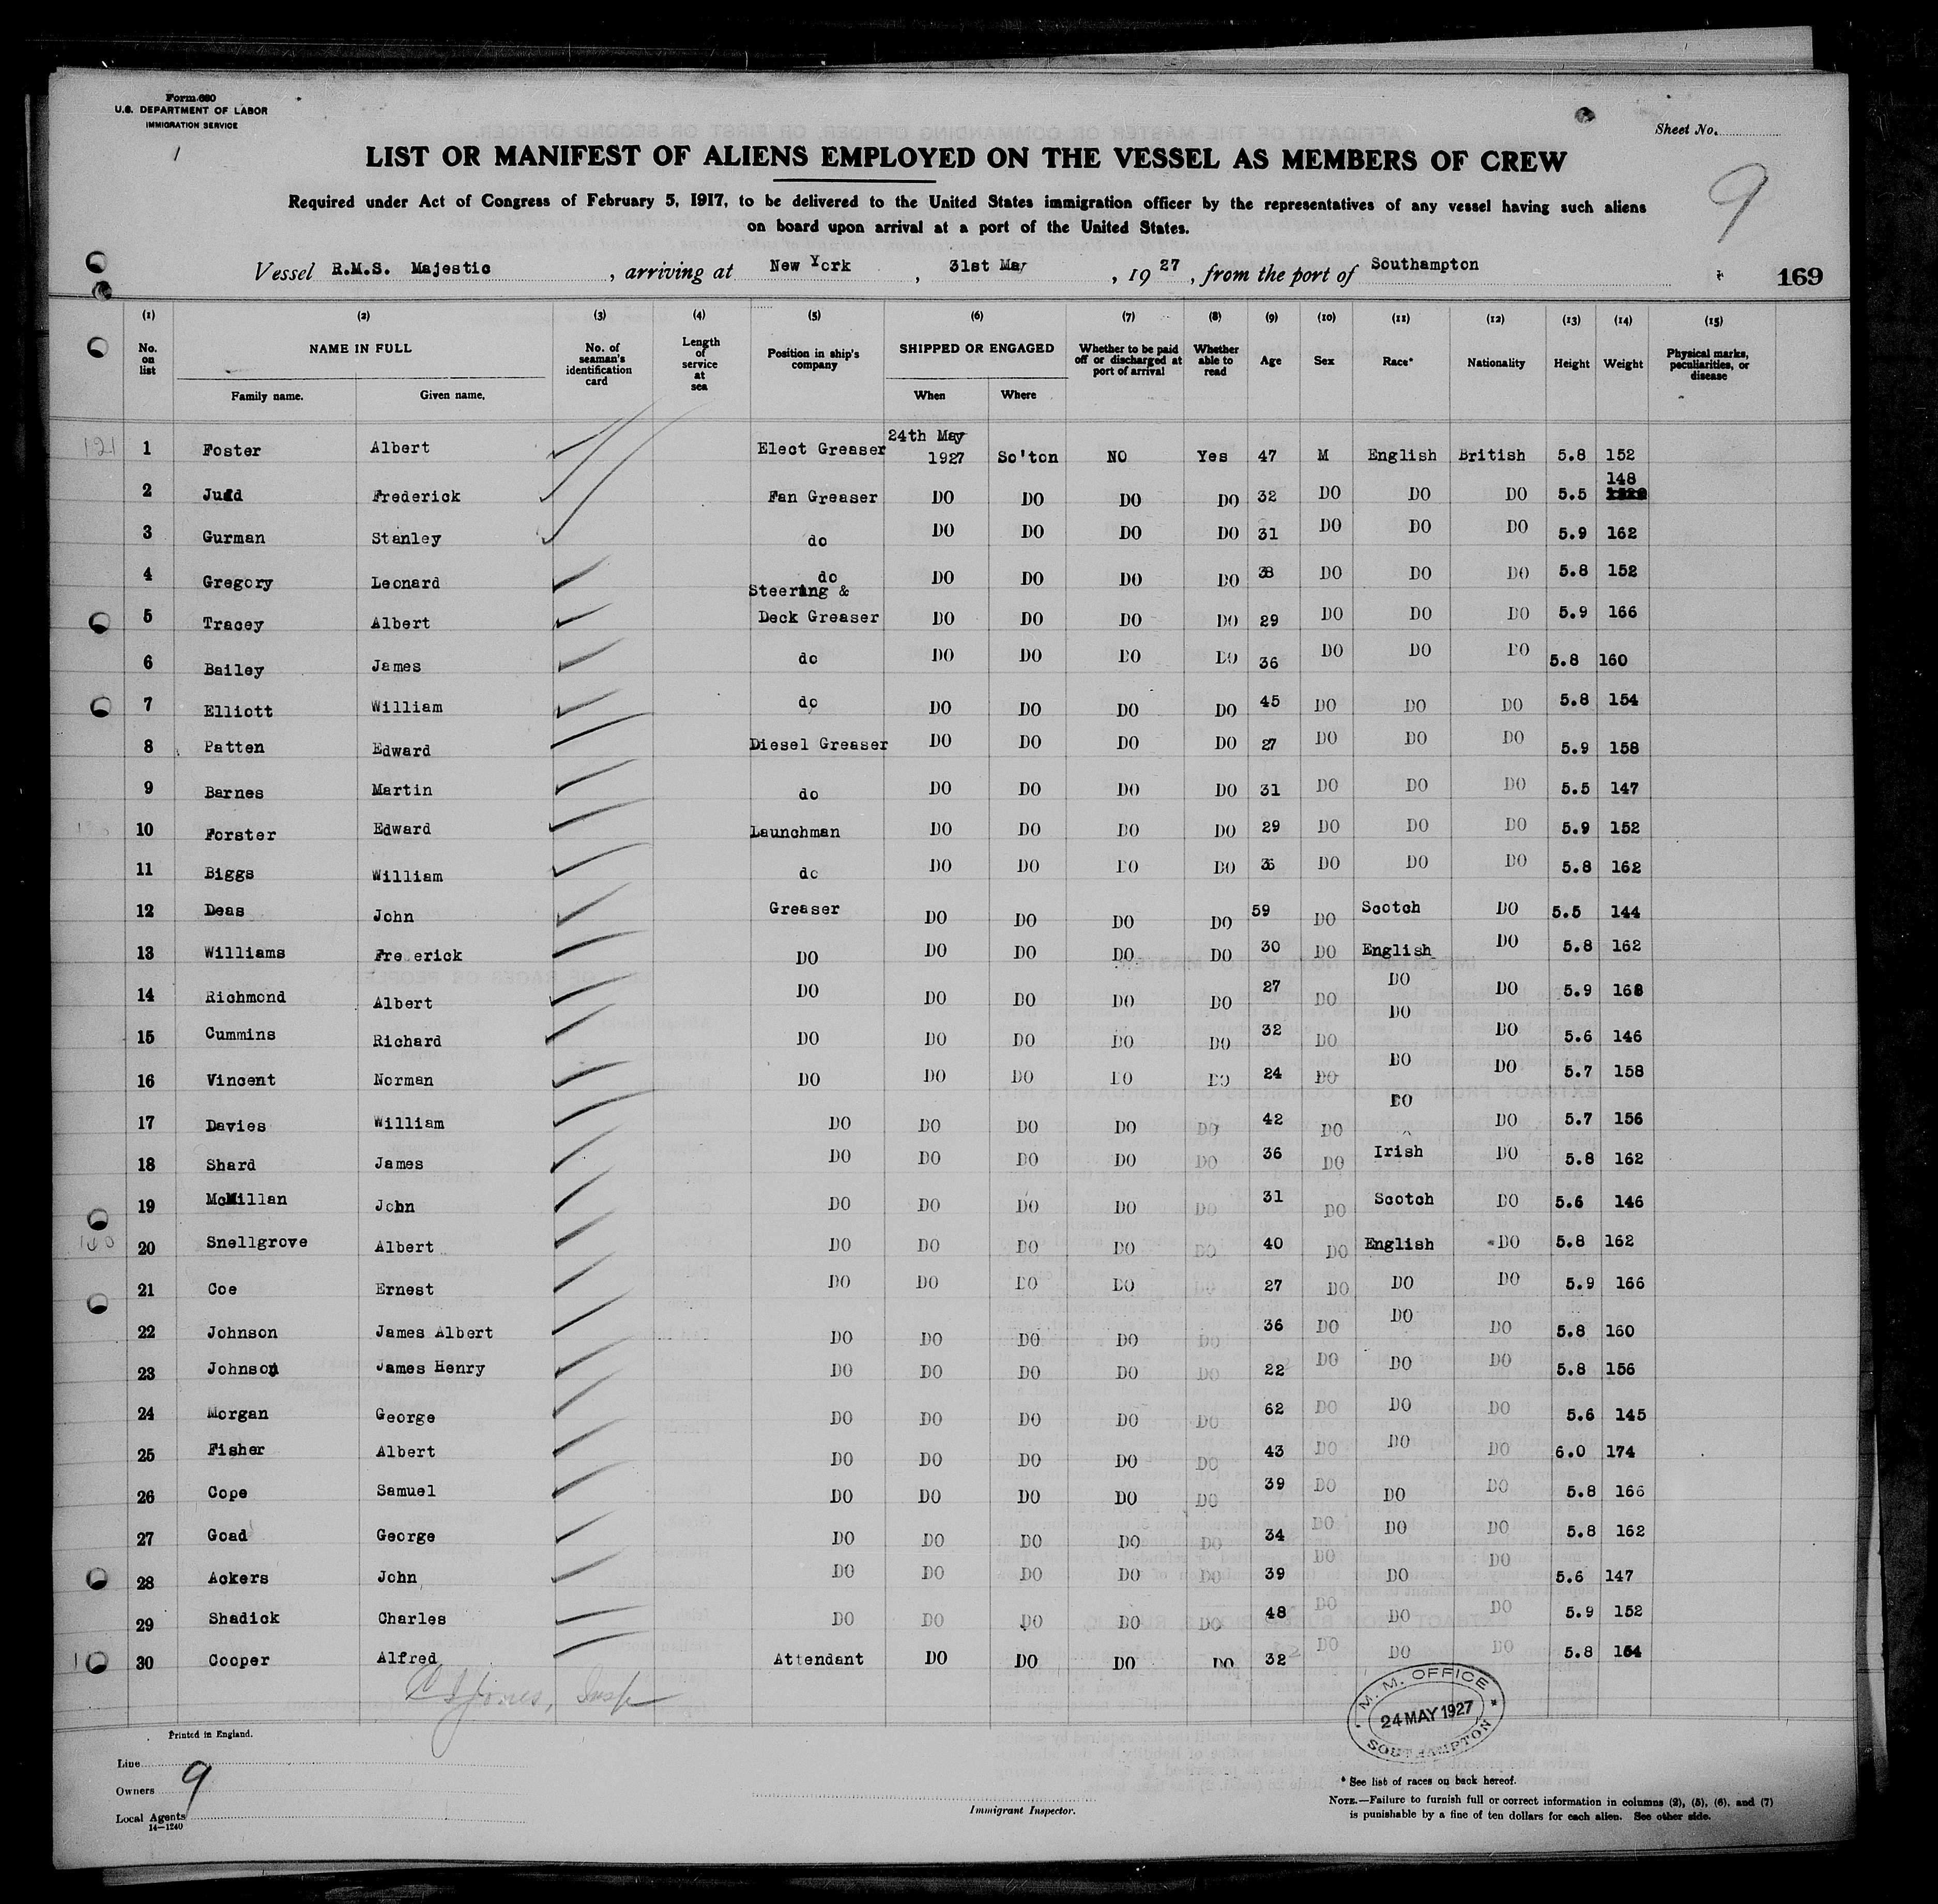 Form 680
U.S. DEPARTMENT OF LABOR
IMMIGRATION SERVICE
Sheet No.
LIST OR MANIFEST OF ALIENS EMPLOYED ON THE VESSEL AS MEMBERS OF CREW
9
Required under Act of Congress of February 5, 1917, to be delivered to the United States immigration officer by the representatives of any vessel having such aliens
on board upon arrival at a port of the United States.
Vessel R.M.S. Majestic , arriving at New York , 31st May , 19 27 , from the port of Southampton
169
(1) (2) (3) (4) (5) (6) (7) (8) (9) (10) (11) (12) (13) (14) (15)
No. on list NAME IN FULL Family name. Given name. No. of seaman's identification card Length of service at sea Position in ship's company SHIPPED OR ENGAGED When Where Whether to be paid off or discharged at port of arrival Whether able to read Age Sex Race* Nationality Height Weight Physical marks, peculiarities, or disease
121 1 Foster Albert Elect Greaser 24th May 1927 So'ton NO Yes 47 M English British 5.8 152
2 Judd Frederick Fan Greaser DO DO DO DO 32 DO DO DO 5.5 148
3 Gurman Stanley do DO DO DO DO 31 DO DO DO 5.9 162
4 Gregory Leonard do DO DO DO DO 38 DO DO DO 5.8 152
5 Tracey Albert Steering & Deck Greaser DO DO DO DO 29 DO DO DO 5.9 166
6 Bailey James do DO DO DO DO 36 DO DO DO 5.8 160
7 Elliott William do DO DO DO DO 45 DO DO DO 5.8 154
8 Patten Edward Diesel Greaser DO DO DO DO 27 DO DO DO 5.9 158
9 Barnes Martin do DO DO DO DO 31 DO DO DO 5.5 147
10 Forster Edward Launchman DO DO DO DO 29 DO DO DO 5.9 152
11 Biggs William do DO DO DO DO 36 DO DO DO 5.8 162
12 Deas John Greaser DO DO DO DO 59 DO Scotch DO 5.5 144
13 Williams Fre erick DO DO DO DO DO 30 DO English DO 5.8 162
14 Richmond Albert DO DO DO DO DO 27 DO DO DO 5.9 168
15 Cummins Richard DO DO DO DO DO 32 DO DO DO 5.6 146
16 Vincent Norman DO DO DO DO DO 24 DO DO DO 5.7 158
17 Davies William DO DO DO DO DO 42 DO DO DO 5.7 156
18 Shard James DO DO DO DO DO 36 DO Irish DO 5.8 162
19 McMillan John DO DO DO DO DO 31 DO Scotch DO 5.6 146
20 Snellgrove Albert DO DO DO DO DO 40 DO English DO 5.8 162
21 Coe Ernest DO DO DO DO DO 27 DO DO DO 5.9 166
22 Johnson James Albert DO DO DO DO DO 36 DO DO DO 5.8 160
23 Johnson James Henry DO DO DO DO DO 22 DO DO DO 5.8 156
24 Morgan George DO DO DO DO DO 62 DO DO DO 5.6 145
25 Fisher Albert DO DO DO DO DO 43 DO DO DO 6.0 174
26 Cope Samuel DO DO DO DO DO 39 DO DO DO 5.8 166
27 Goad George DO DO DO DO DO 34 DO DO DO 5.8 162
28 Ackers John DO DO DO DO DO 39 DO DO DO 5.6 147
29 Shadick Charles DO DO DO DO DO 48 DO DO DO 5.9 152
30 Cooper Alfred Attendant DO DO DO DO 32 DO DO DO 5.8 154
Jones, Insp
M. M. OFFICE
24 MAY 1927
SOUTHAMPTON
Printed in England.
Line
Owners 9
Local Agents
14—1240
Immigrant Inspector.
* See list of races on back hereof.
NOTE.—Failure to furnish full or correct information in columns (2), (5), (6), and (7)
is punishable by a fine of ten dollars for each alien. See other side.